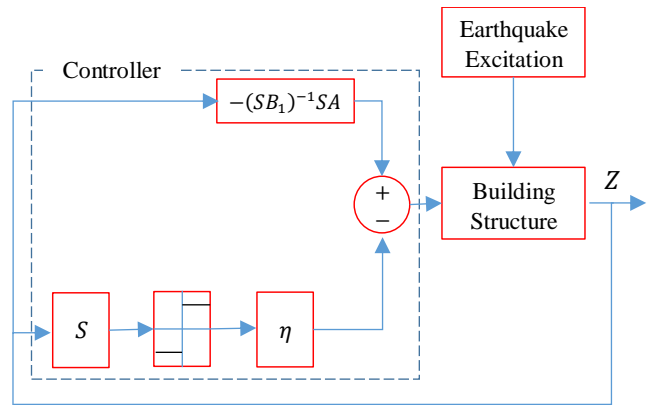 Earthquake
Excitation
Controller
−(SB₁)⁻¹SA
Z
+
−
Building
Structure
S
η